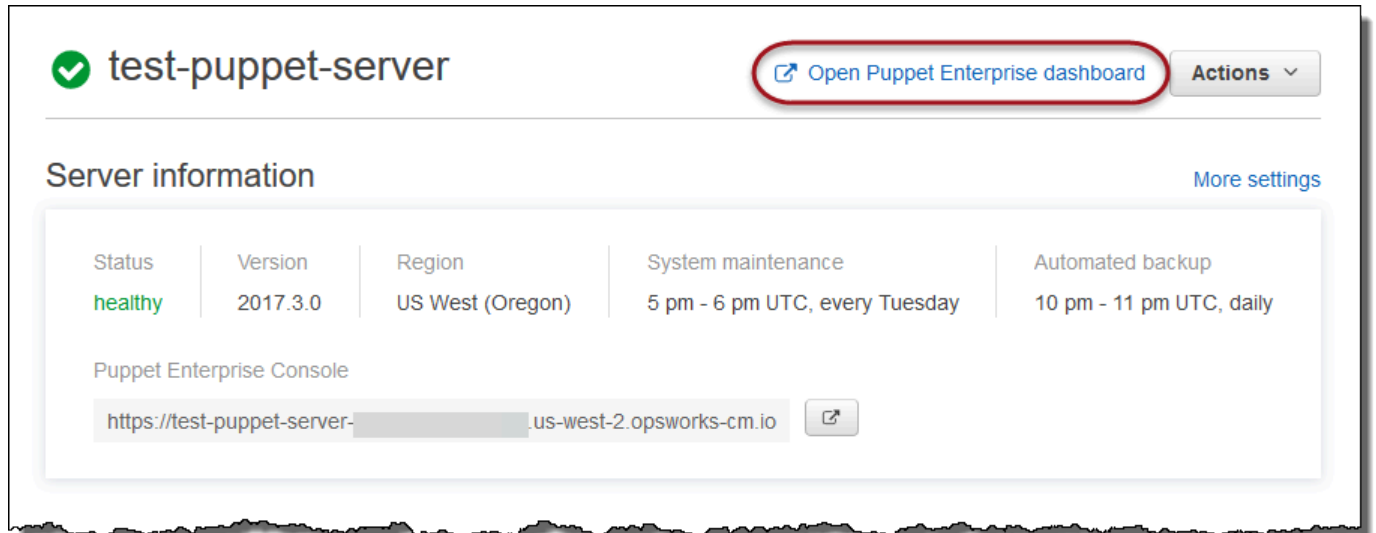 test-puppet-server
Open Puppet Enterprise dashboard
Actions
Server information
More settings
Status Version Region System maintenance Automated backup
healthy 2017.3.0 US West (Oregon) 5 pm - 6 pm UTC, every Tuesday 10 pm - 11 pm UTC, daily
Puppet Enterprise Console
https://test-puppet-server- .us-west-2.opsworks-cm.io